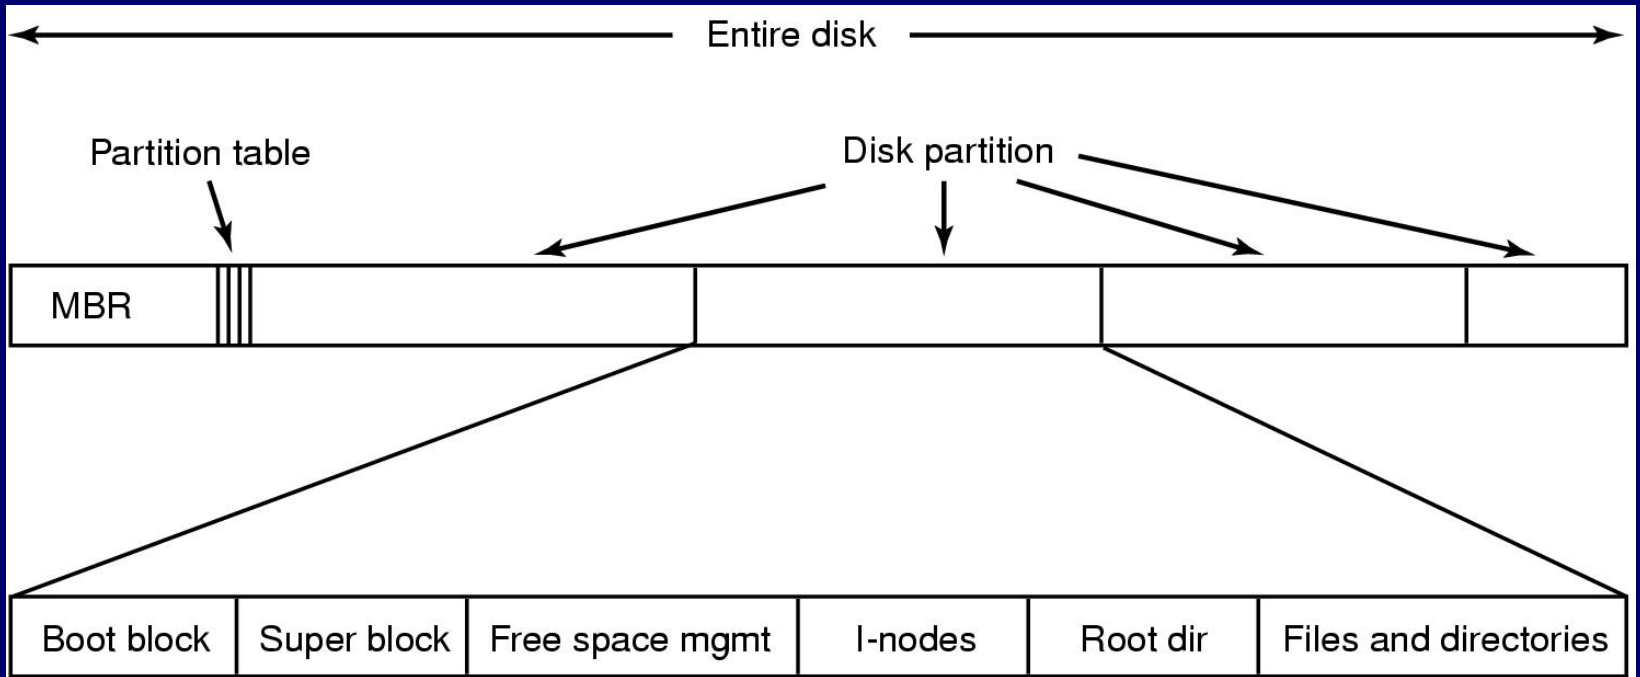 Entire disk
Partition table
Disk partition
MBR
Boot block
Super block
Free space mgmt
I-nodes
Root dir
Files and directories